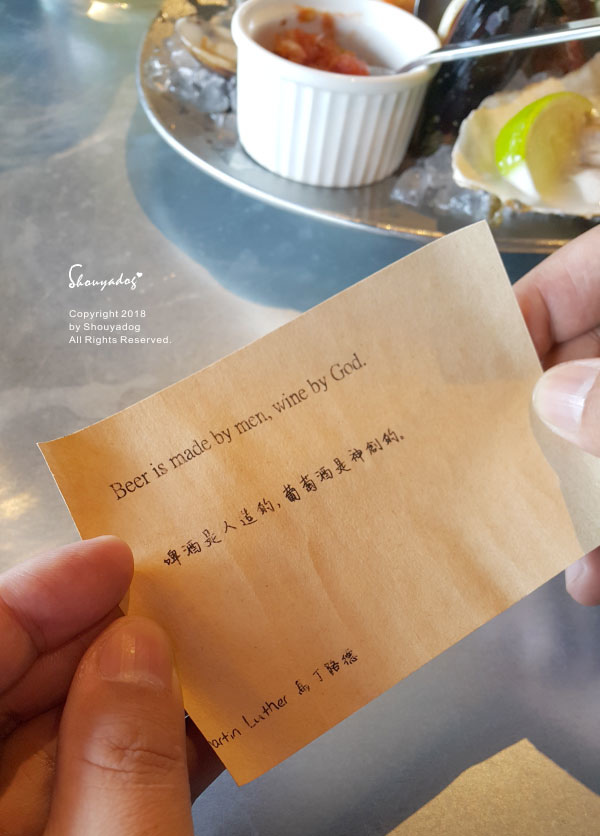 Shouyadog
Copyright 2018
by Shouyadog
All Rights Reserved.
Beer is made by men, wine by God.
啤酒是人造的,葡萄酒是神創的。
artin Luther 馬丁路德